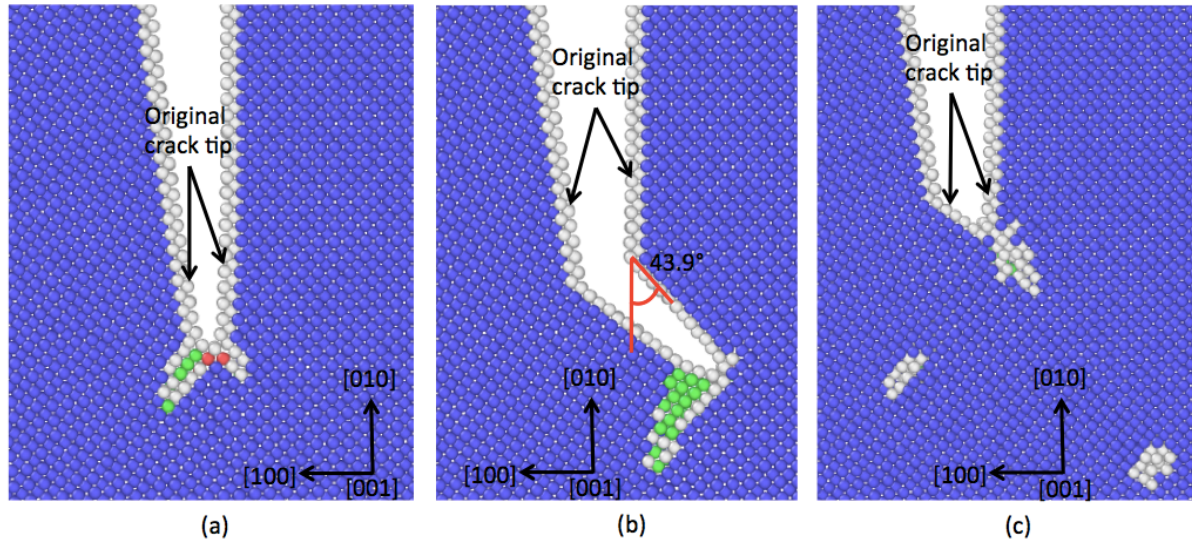 Original
crack tip
[010]
[100]
[001]
(a)
Original
crack tip
43.9°
[010]
[100]
[001]
(b)
Original
crack tip
[010]
[100]
[001]
(c)